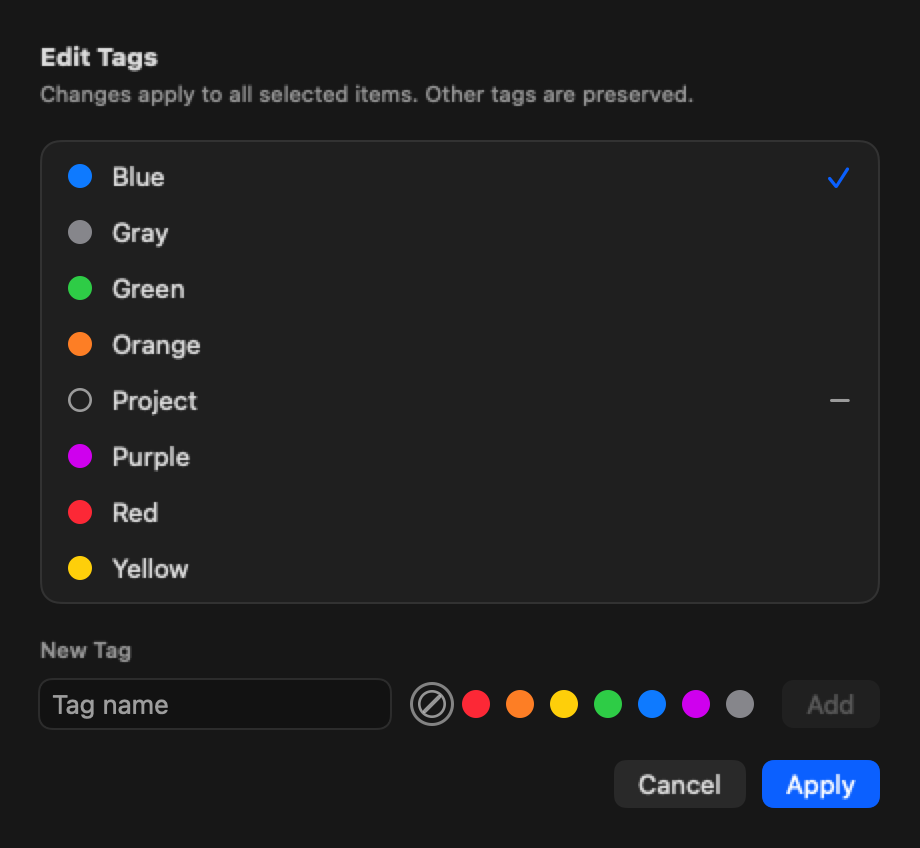 Edit Tags
Changes apply to all selected items. Other tags are preserved.
Blue
Gray
Green
Orange
Project
Purple
Red
Yellow
New Tag
Tag name
Add
Cancel
Apply